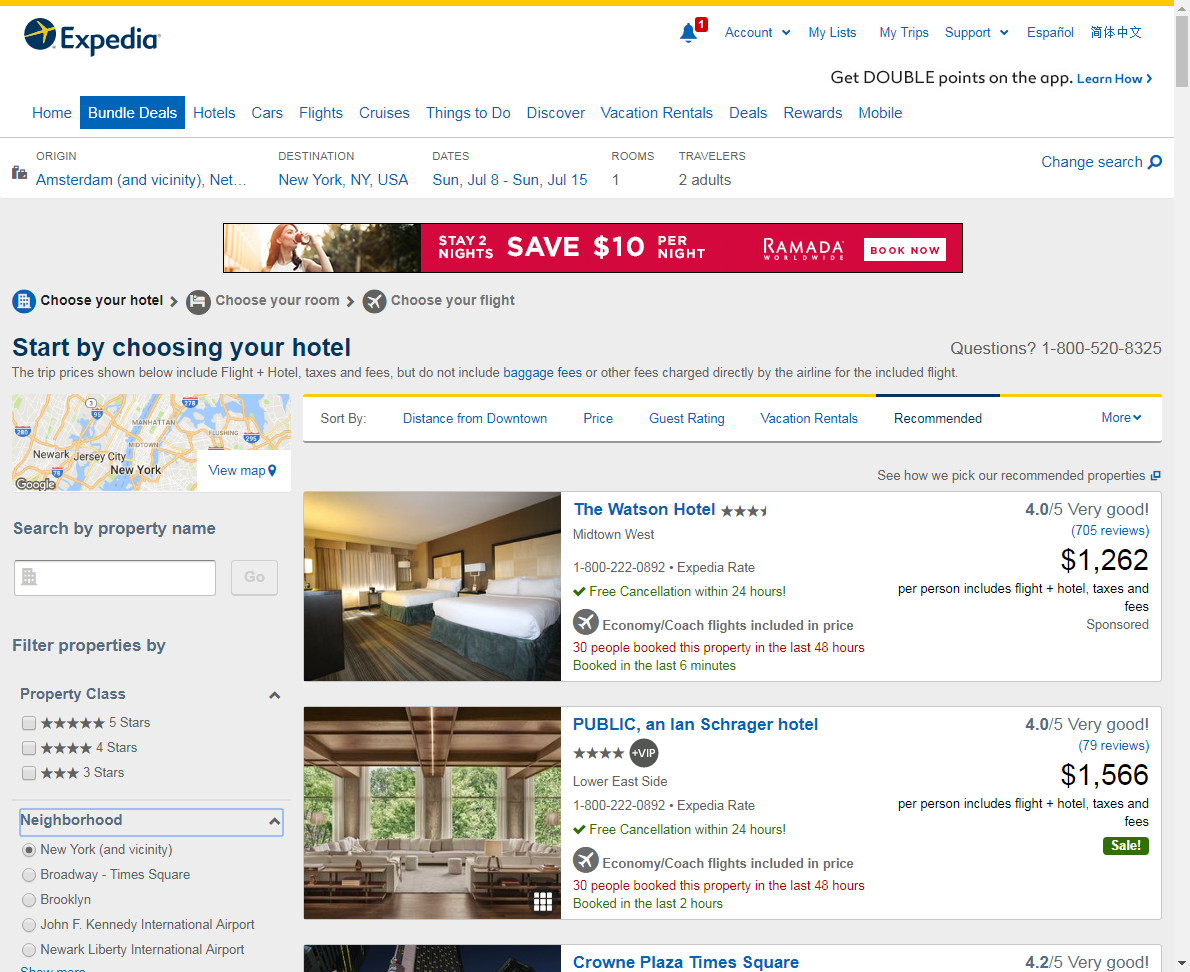 Expedia
1
Account
My Lists
My Trips
Support
Español
简体中文
Get DOUBLE points on the app. Learn How
Home
Bundle Deals
Hotels
Cars
Flights
Cruises
Things to Do
Discover
Vacation Rentals
Deals
Rewards
Mobile
ORIGIN
Amsterdam (and vicinity), Net...
DESTINATION
New York, NY, USA
DATES
Sun, Jul 8 - Sun, Jul 15
ROOMS
1
TRAVELERS
2 adults
Change search
STAY 2
NIGHTS
SAVE $10
PER
NIGHT
RAMADA
WORLDWIDE
BOOK NOW
Choose your hotel
Choose your room
Choose your flight
Start by choosing your hotel
Questions? 1-800-520-8325
The trip prices shown below include Flight + Hotel, taxes and fees, but do not include baggage fees or other fees charged directly by the airline for the included flight.
3
95
278
MANHATTAN
280
FLUSHING
295
MIDTOWN
Newark
Jersey City
New York
78
Google
View map
Sort By:
Distance from Downtown
Price
Guest Rating
Vacation Rentals
Recommended
More
See how we pick our recommended properties
Search by property name
Go
Filter properties by
Property Class
5 Stars
4 Stars
3 Stars
Neighborhood
New York (and vicinity)
Broadway - Times Square
Brooklyn
John F. Kennedy International Airport
Newark Liberty International Airport
Show more
The Watson Hotel
Midtown West
1-800-222-0892 • Expedia Rate
Free Cancellation within 24 hours!
Economy/Coach flights included in price
30 people booked this property in the last 48 hours
Booked in the last 6 minutes
4.0/5 Very good!
(705 reviews)
$1,262
per person includes flight + hotel, taxes and
fees
Sponsored
PUBLIC, an Ian Schrager hotel
+VIP
Lower East Side
1-800-222-0892 • Expedia Rate
Free Cancellation within 24 hours!
Economy/Coach flights included in price
30 people booked this property in the last 48 hours
Booked in the last 2 hours
4.0/5 Very good!
(79 reviews)
$1,566
per person includes flight + hotel, taxes and
fees
Sale!
Crowne Plaza Times Square
4.2/5 Very good!